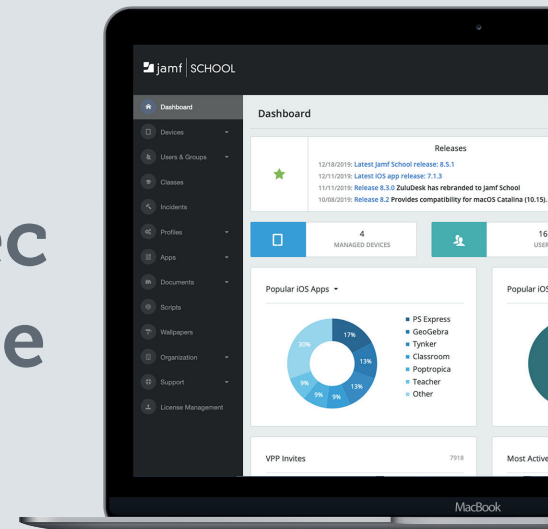 ec
e
jamf SCHOOL
Dashboard
Devices
Users & Groups
Classes
Incidents
Profiles
Apps
Documents
Scripts
Wallpapers
Organization
Support
License Management
Dashboard
Releases
12/18/2019: Latest Jamf School release: 8.5.1
12/11/2019: Latest iOS app release: 7.1.3
11/11/2019: Release 8.3.0 ZuluDesk has rebranded to Jamf School
10/08/2019: Release 8.2 Provides compatibility for macOS Catalina (10.15).
4
MANAGED DEVICES
16
USER
Popular iOS Apps
17%
13%
13%
9%
9%
9%
30%
PS Express
GeoGebra
Tynker
Classroom
Poptropica
Teacher
Other
Popular iOS
VPP Invites
7918
Most Active
MacBook